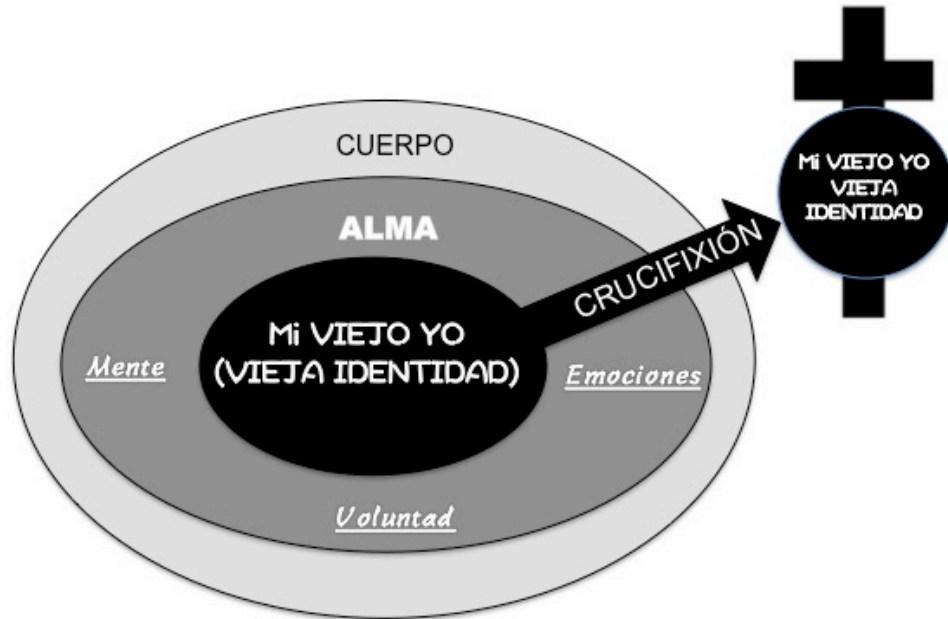 CUERPO
ALMA
Mi VIEJO YO
(VIEJA IDENTIDAD)
Mente
Emociones
Voluntad
CRUCIFIXIÓN
Mi VIEJO YO
VIEJA
IDENTIDAD